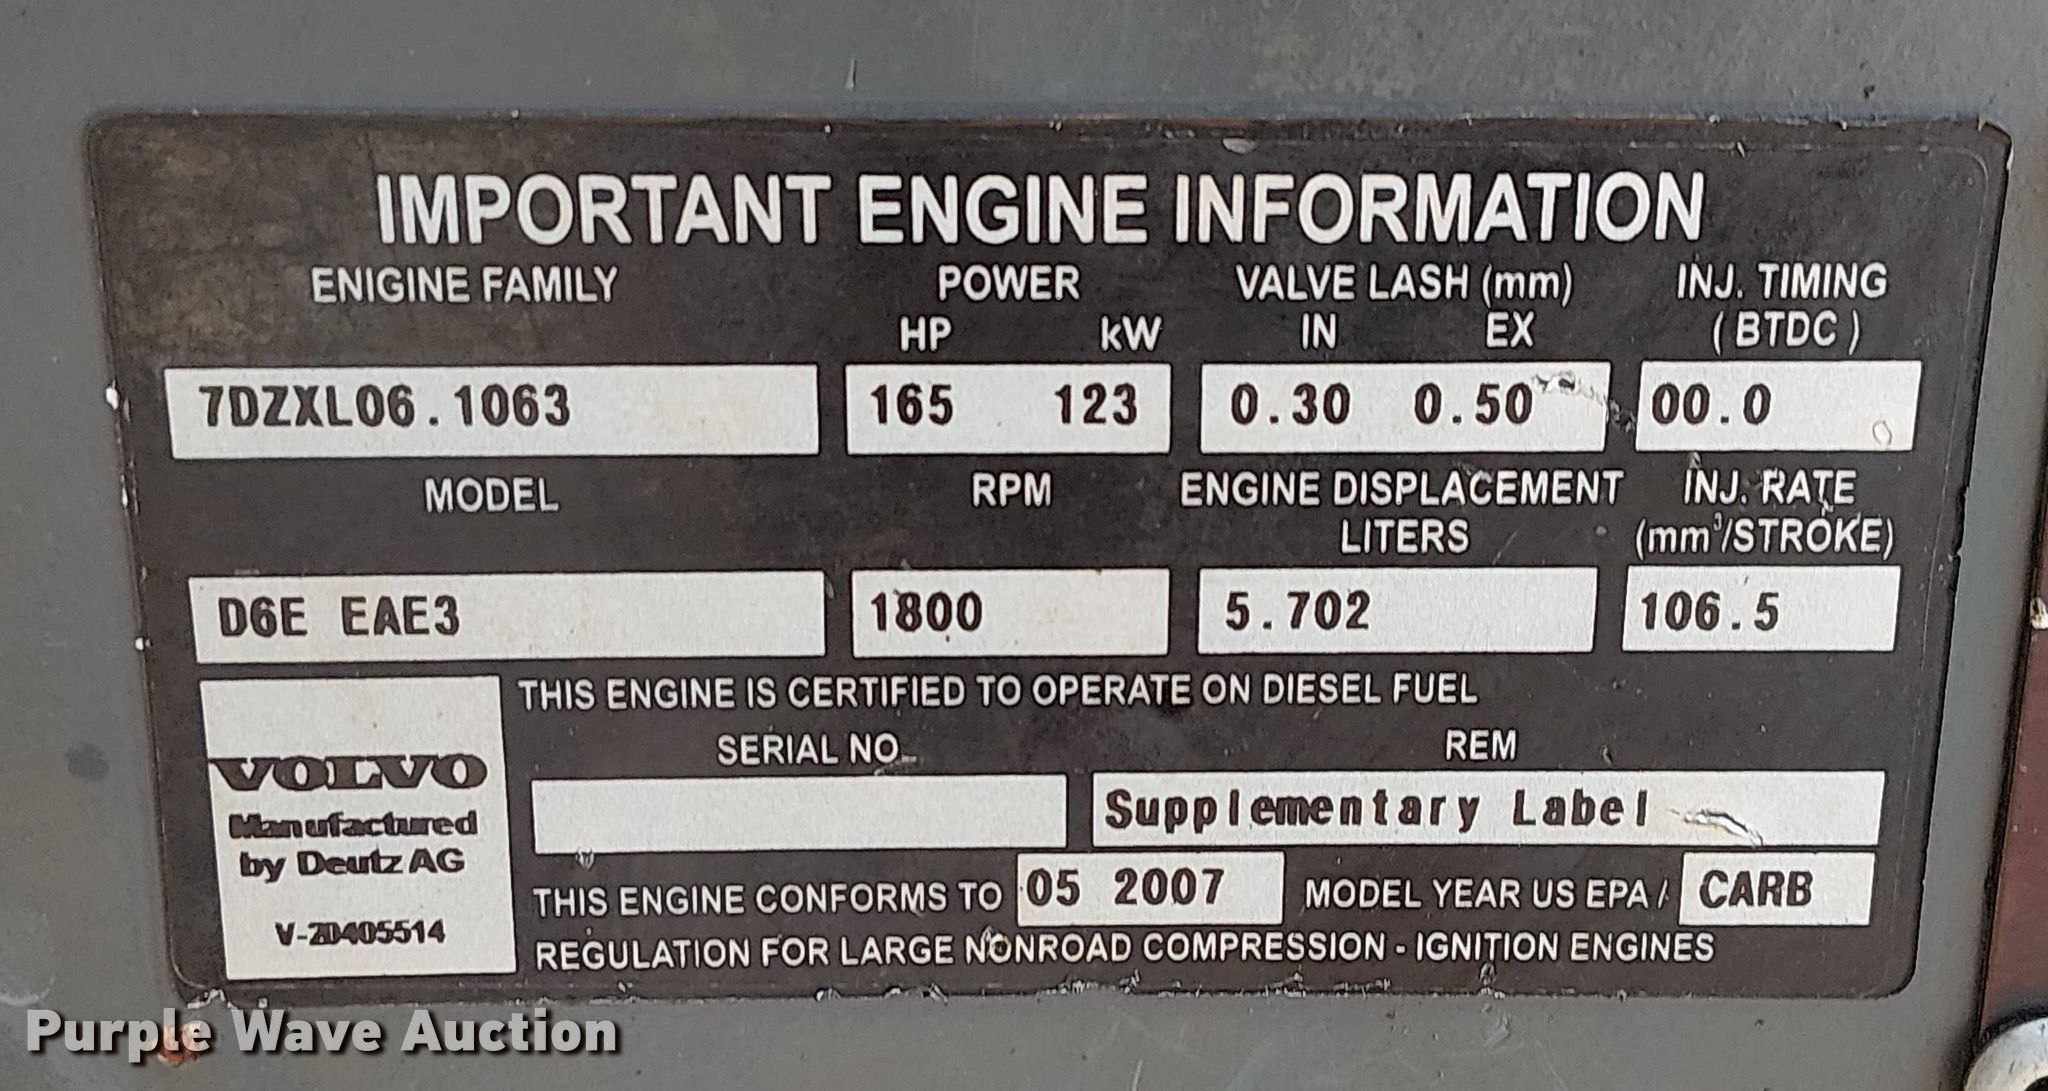 IMPORTANT ENGINE INFORMATION
ENIGINE FAMILY POWER VALVE LASH (mm) INJ. TIMING
HP kW IN EX ( BTDC )
7DZXL06.1063 165 123 0.30 0.50 00.0
MODEL RPM ENGINE DISPLACEMENT INJ. RATE
LITERS (mm³/STROKE)
D6E EAE3 1800 5.702 106.5
THIS ENGINE IS CERTIFIED TO OPERATE ON DIESEL FUEL
SERIAL NO. REM
VOLVO
Supplementary Label
Manufactured
by Deutz AG
THIS ENGINE CONFORMS TO 05 2007 MODEL YEAR US EPA / CARB
V-20405514
REGULATION FOR LARGE NONROAD COMPRESSION - IGNITION ENGINES
Purple Wave Auction